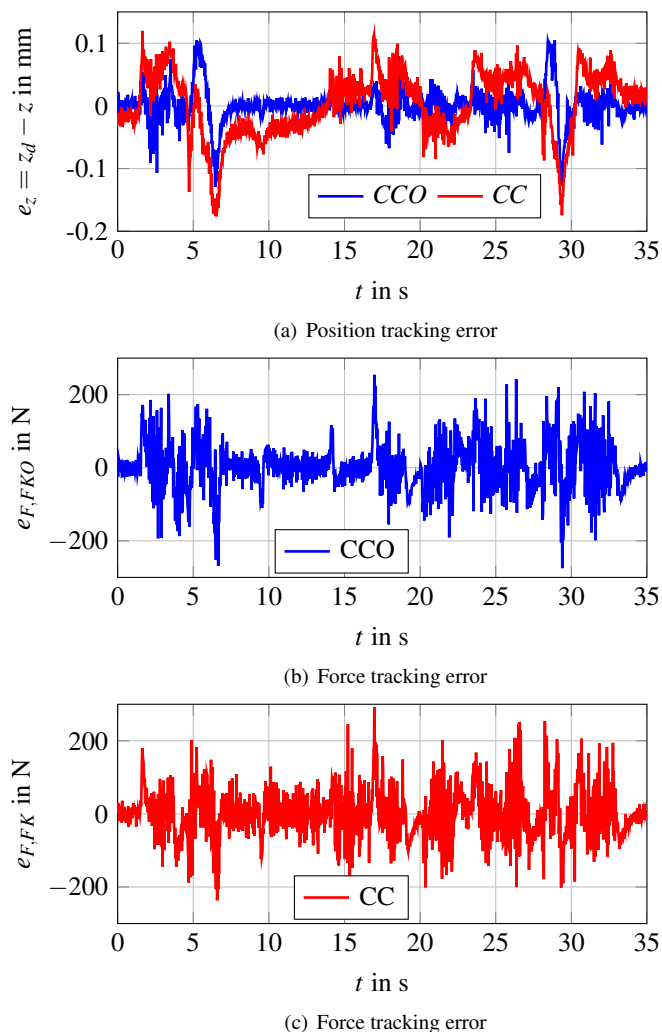 0.1
0
-0.1
-0.2
e_z = z_d − z in mm
CCO CC
0 5 10 15 20 25 30 35
t in s
(a) Position tracking error
200
0
−200
e_{F,FKO} in N
CCO
0 5 10 15 20 25 30 35
t in s
(b) Force tracking error
200
0
−200
e_{F,FK} in N
CC
0 5 10 15 20 25 30 35
t in s
(c) Force tracking error